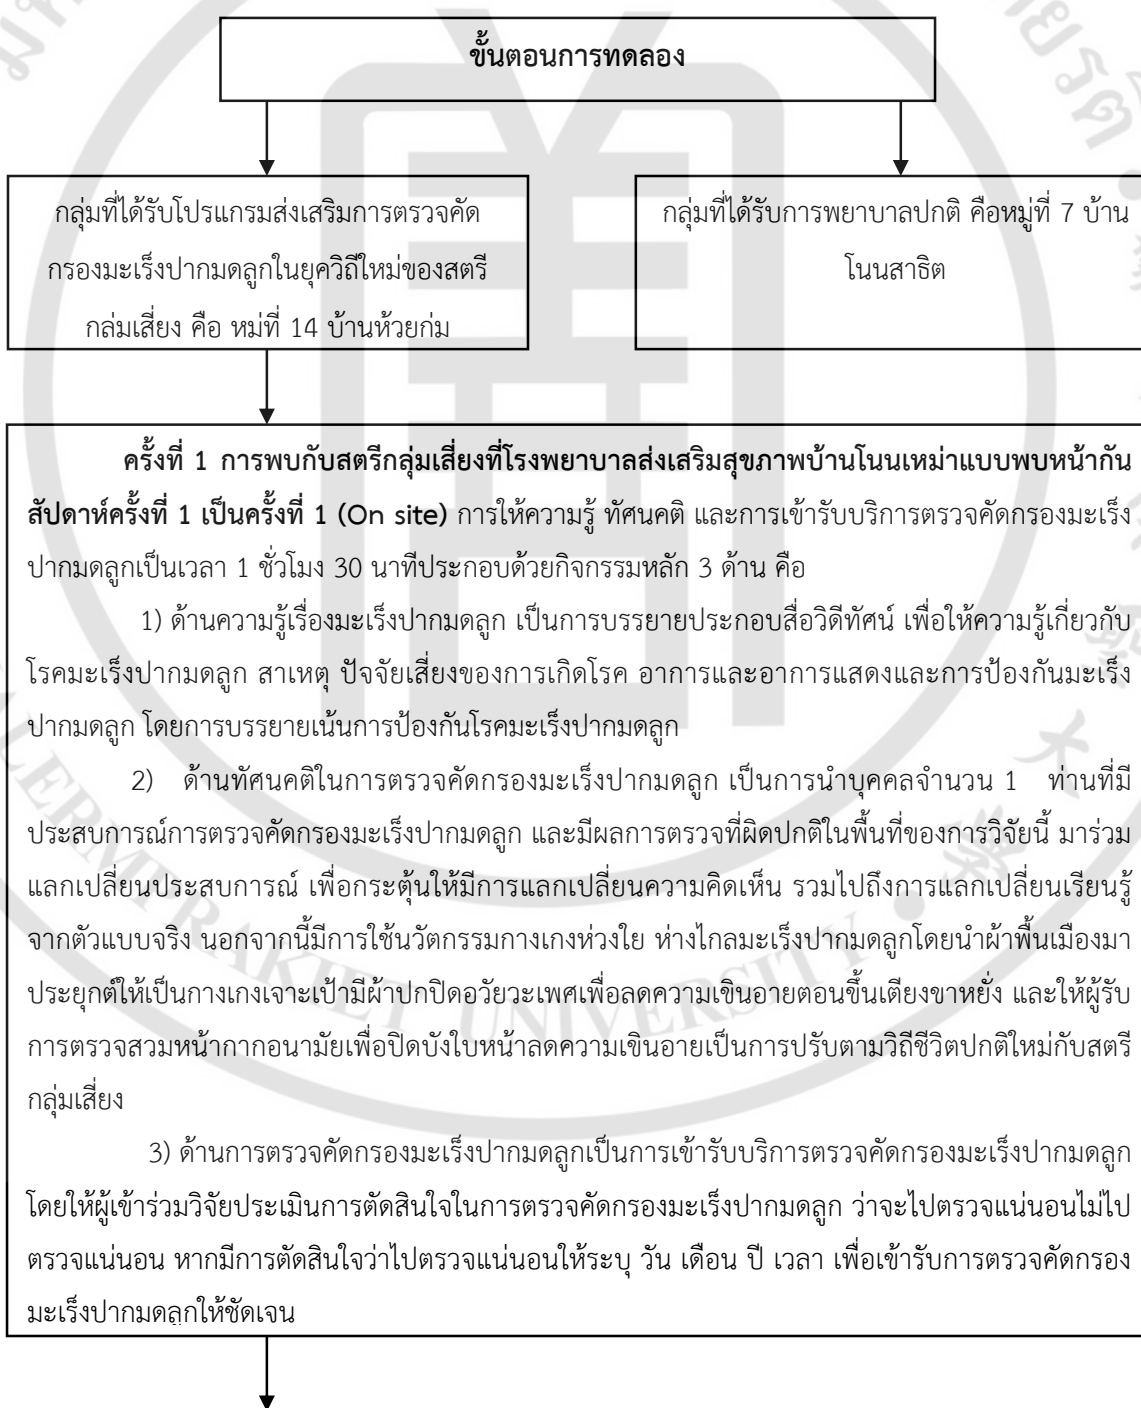 ขั้นตอนการทดลอง
กลุ่มที่ได้รับโปรแกรมส่งเสริมการตรวจคัด
กรองมะเร็งปากมดลูกในยุควิถีใหม่ของสตรี
กลุ่มเสี่ยง คือ หมู่ที่ 14 บ้านห้วยกุ่ม
กลุ่มที่ได้รับการพยาบาลปกติ คือหมู่ที่ 7 บ้าน
โนนสาธิต
ครั้งที่ 1 การพบกับสตรีกลุ่มเสี่ยงที่โรงพยาบาลส่งเสริมสุขภาพบ้านโนนเหม่าแบบพบหน้ากัน
สัปดาห์ครั้งที่ 1 เป็นครั้งที่ 1 (On site) การให้ความรู้ ทัศนคติ และการเข้ารับบริการตรวจคัดกรองมะเร็ง
ปากมดลูกเป็นเวลา 1 ชั่วโมง 30 นาทีประกอบด้วยกิจกรรมหลัก 3 ด้าน คือ
1) ด้านความรู้เรื่องมะเร็งปากมดลูก เป็นการบรรยายประกอบสื่อวิดีทัศน์ เพื่อให้ความรู้เกี่ยวกับ
โรคมะเร็งปากมดลูก สาเหตุ ปัจจัยเสี่ยงของการเกิดโรค อาการและอาการแสดงและการป้องกันมะเร็ง
ปากมดลูก โดยการบรรยายเน้นการป้องกันโรคมะเร็งปากมดลูก
2) ด้านทัศนคติในการตรวจคัดกรองมะเร็งปากมดลูก เป็นการนำบุคคลจำนวน 1 ท่านที่มี
ประสบการณ์การตรวจคัดกรองมะเร็งปากมดลูก และมีผลการตรวจที่ผิดปกติในพื้นที่ของการวิจัยนี้ มาร่วม
แลกเปลี่ยนประสบการณ์ เพื่อกระตุ้นให้มีการแลกเปลี่ยนความคิดเห็น รวมไปถึงการแลกเปลี่ยนเรียนรู้
จากตัวแบบจริง นอกจากนี้มีการใช้นวัตกรรมกางเกงห่วงใย ห่างไกลมะเร็งปากมดลูกโดยนำผ้าพื้นเมืองมา
ประยุกต์ให้เป็นกางเกงเจาะเป้ามีผ้าปกปิดอวัยวะเพศเพื่อลดความเขินอายตอนขึ้นเตียงขาหยั่ง และให้ผู้รับ
การตรวจสวมหน้ากากอนามัยเพื่อปิดบังใบหน้าลดความเขินอายเป็นการปรับตามวิถีชีวิตปกติใหม่กับสตรี
กลุ่มเสี่ยง
3) ด้านการตรวจคัดกรองมะเร็งปากมดลูกเป็นการเข้ารับบริการตรวจคัดกรองมะเร็งปากมดลูก
โดยให้ผู้เข้าร่วมวิจัยประเมินการตัดสินใจในการตรวจคัดกรองมะเร็งปากมดลูก ว่าจะไปตรวจแน่นอนไม่ไป
ตรวจแน่นอน หากมีการตัดสินใจว่าไปตรวจแน่นอนให้ระบุ วัน เดือน ปี เวลา เพื่อเข้ารับการตรวจคัดกรอง
มะเร็งปากมดลูกให้ชัดเจน